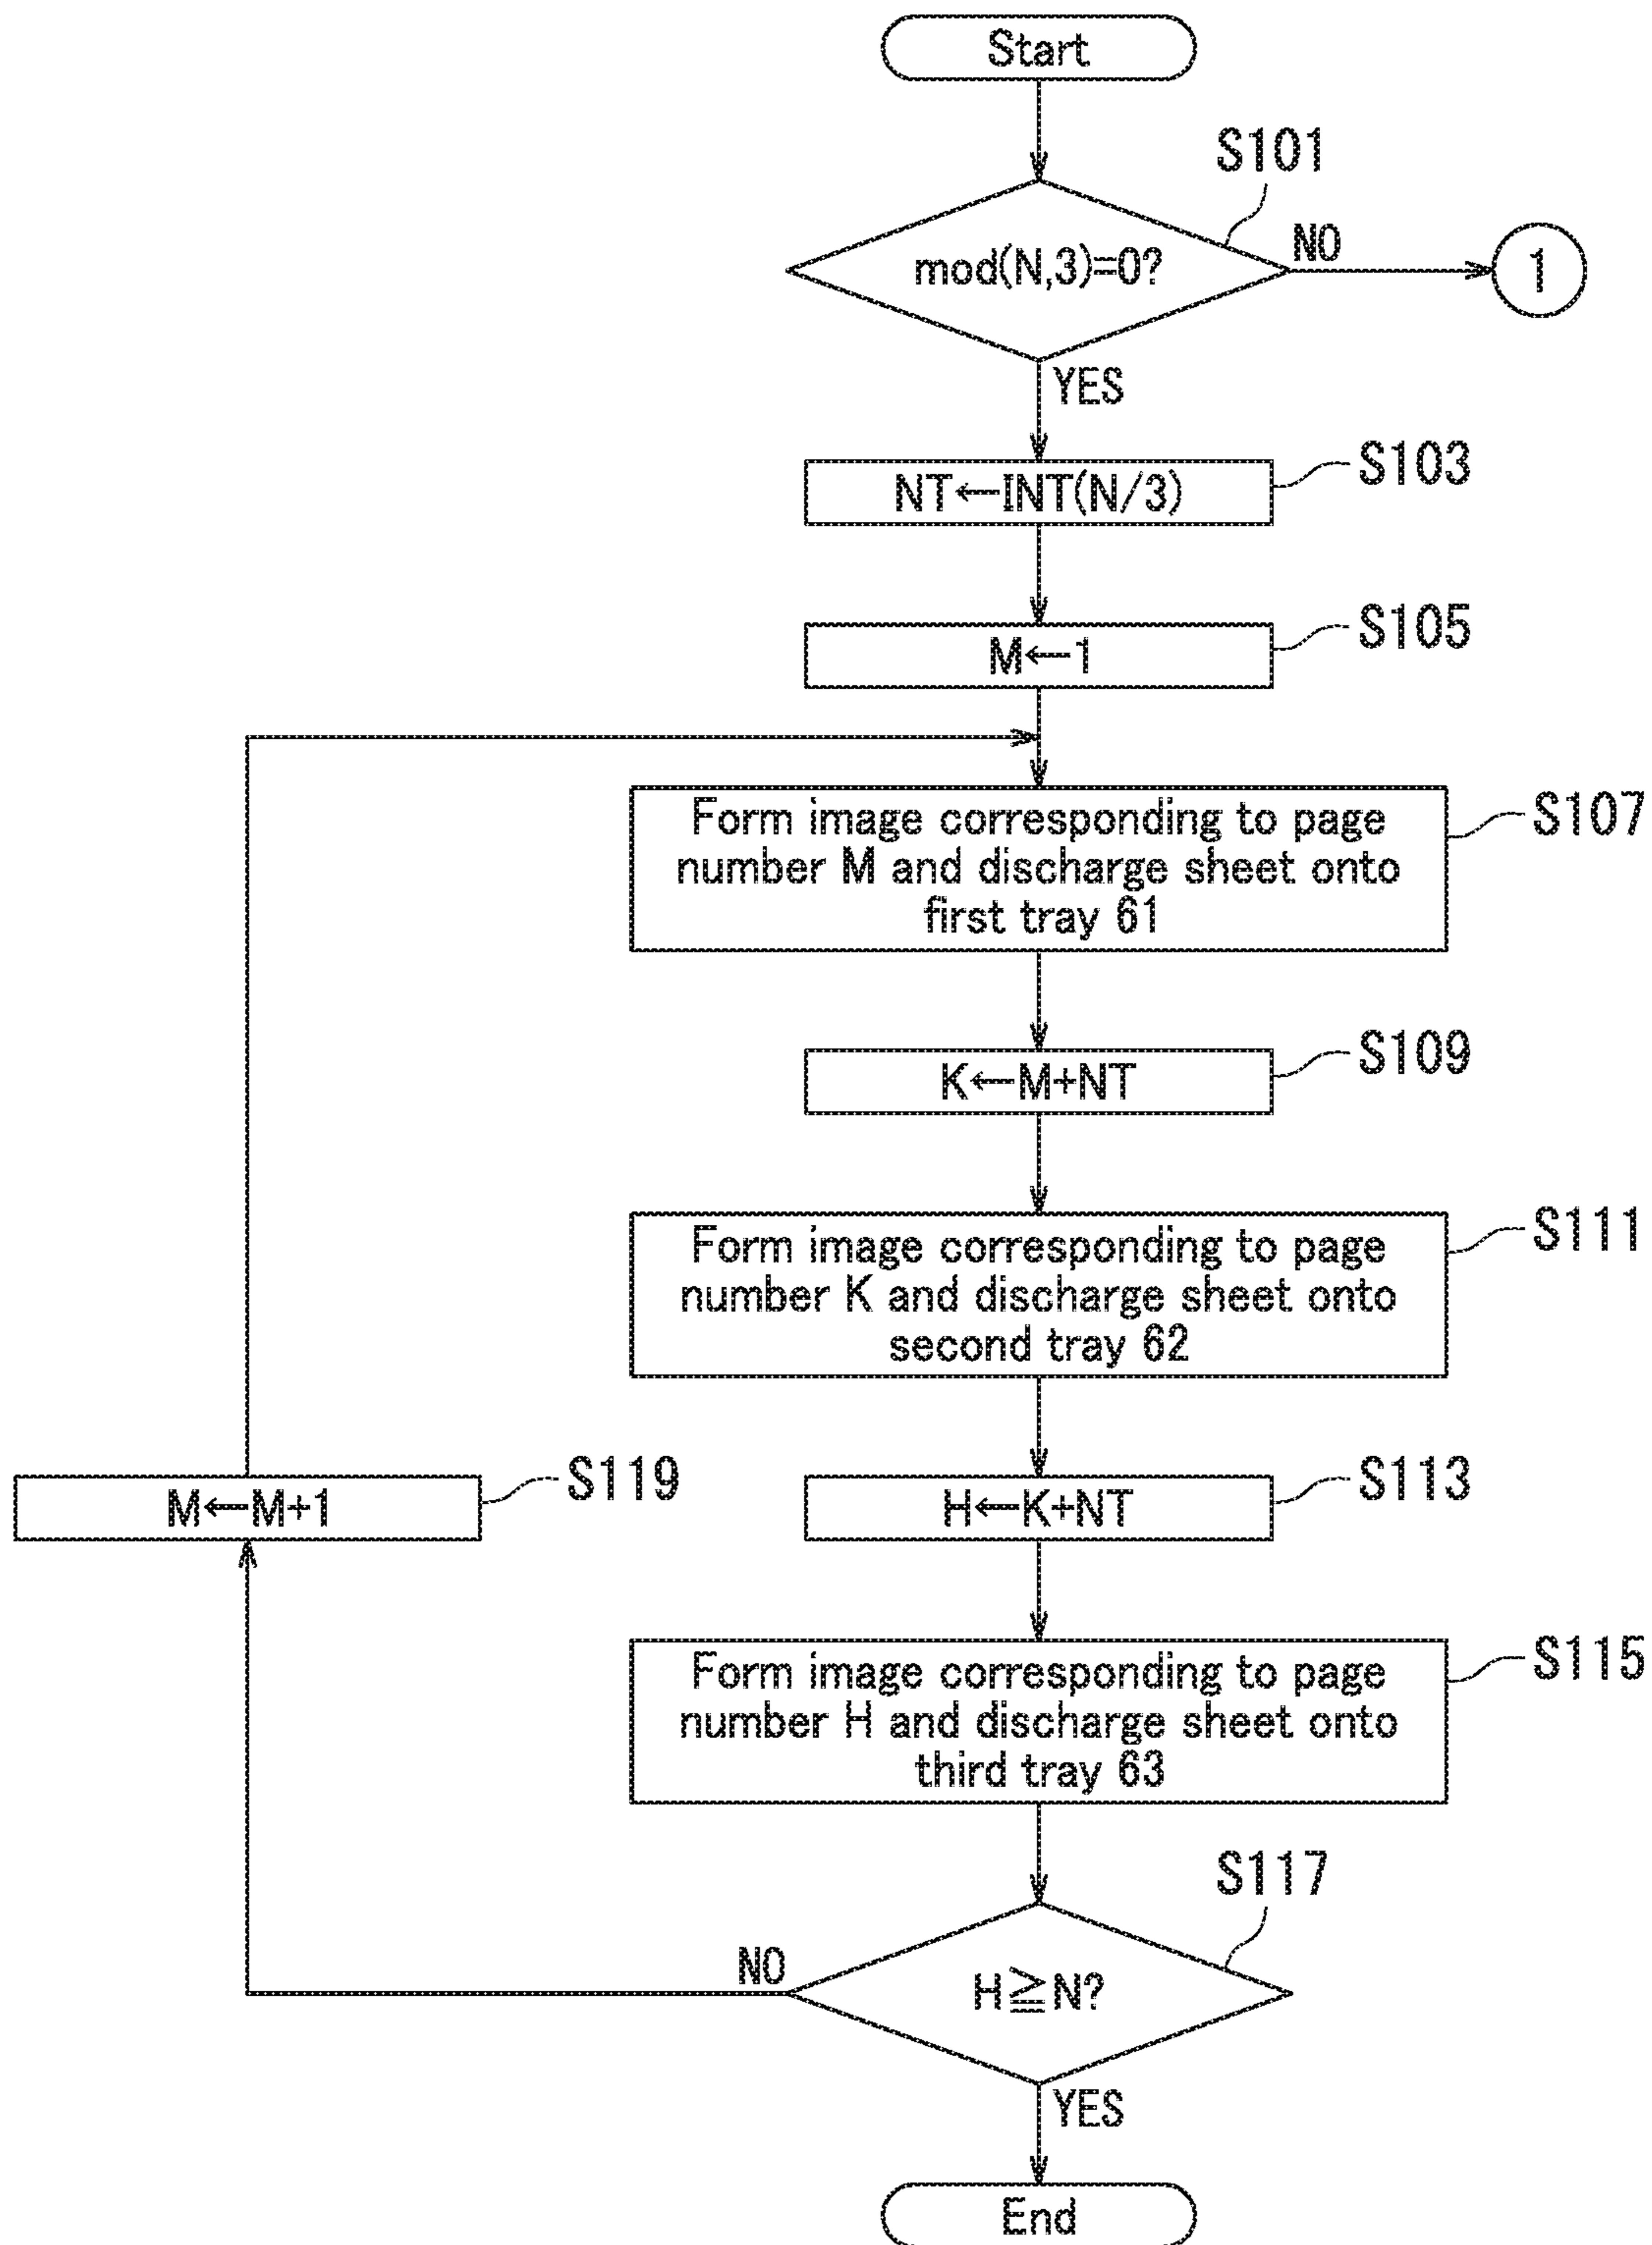 Start
S101
mod(N,3)=0?
NO
1
YES
NT←INT(N/3)
S103
M←1
S105
Form image corresponding to page
number M and discharge sheet onto
first tray 61
S107
K←M+NT
S109
Form image corresponding to page
number K and discharge sheet onto
second tray 62
S111
M←M+1
S119
H←K+NT
S113
Form image corresponding to page
number H and discharge sheet onto
third tray 63
S115
S117
NO
H≧N?
YES
End